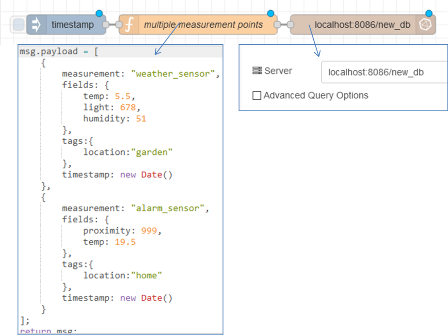 timestamp
multiple measurement points
localhost:8086/new_db
msg.payload = [
{
measurement: "weather_sensor",
fields: {
temp: 5.5,
light: 678,
humidity: 51
},
tags:{
location:"garden"
},
timestamp: new Date()
},
{
measurement: "alarm_sensor",
fields: {
proximity: 999,
temp: 19.5
},
tags:{
location:"home"
},
timestamp: new Date()
}
];
return msg;
Server
localhost:8086/new_db
Advanced Query Options